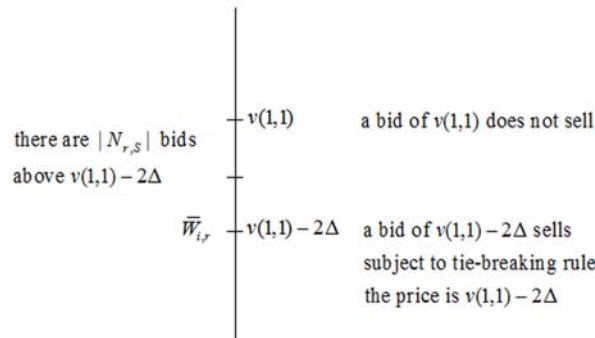 v(1,1) a bid of v(1,1) does not sell
there are |N_{r,S}| bids
above v(1,1) − 2Δ
W̿_{i,r} v(1,1) − 2Δ a bid of v(1,1) − 2Δ sells
subject to tie-breaking rule
the price is v(1,1) − 2Δ